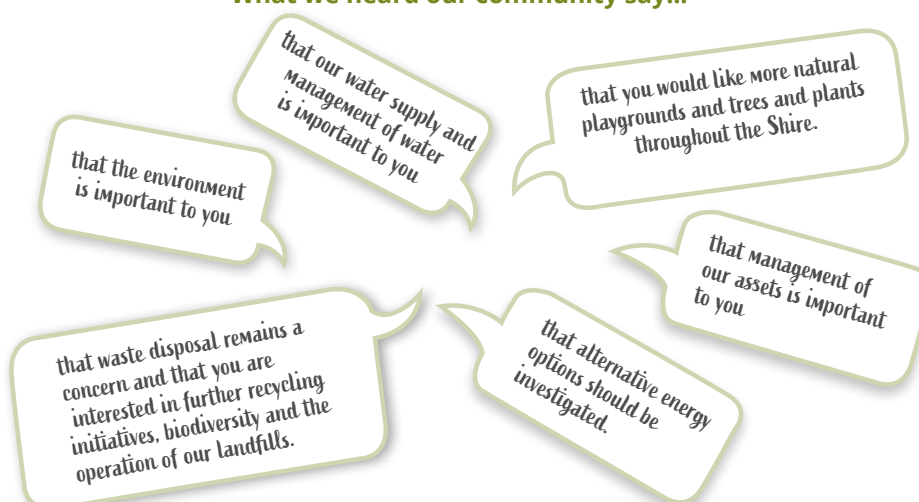 What we heard our community say...
that our water supply and
management of water
is important to you
that you would like more natural
playgrounds and trees and plants
throughout the Shire.
that the environment
is important to you
that management of
our assets is important
to you
that waste disposal remains a
concern and that you are
interested in further recycling
initiatives, biodiversity and the
operation of our landfills.
that alternative energy
options should be
investigated.